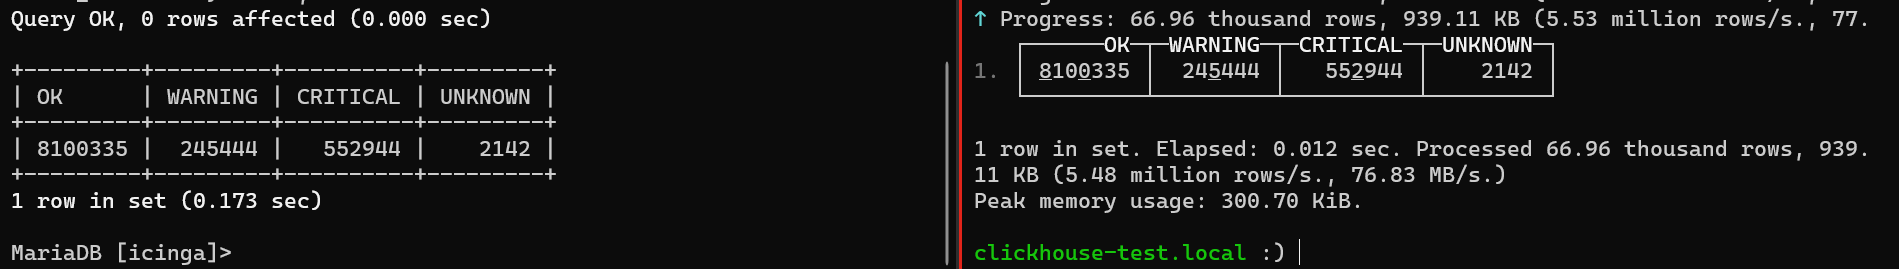 Query OK, 0 rows affected (0.000 sec)
+---------+---------+----------+---------+
| OK      | WARNING | CRITICAL | UNKNOWN |
+---------+---------+----------+---------+
| 8100335 |  245444 |   552944 |    2142 |
+---------+---------+----------+---------+
1 row in set (0.173 sec)
MariaDB [icinga]>
↑ Progress: 66.96 thousand rows, 939.11 KB (5.53 million rows/s., 77.
┌──────OK─┬─WARNING─┬─CRITICAL─┬─UNKNOWN─┐
1. │ 8100335 │  245444 │   552944 │    2142 │
└─────────┴─────────┴──────────┴─────────┘
1 row in set. Elapsed: 0.012 sec. Processed 66.96 thousand rows, 939.
11 KB (5.48 million rows/s., 76.83 MB/s.)
Peak memory usage: 300.70 KiB.
clickhouse-test.local :)